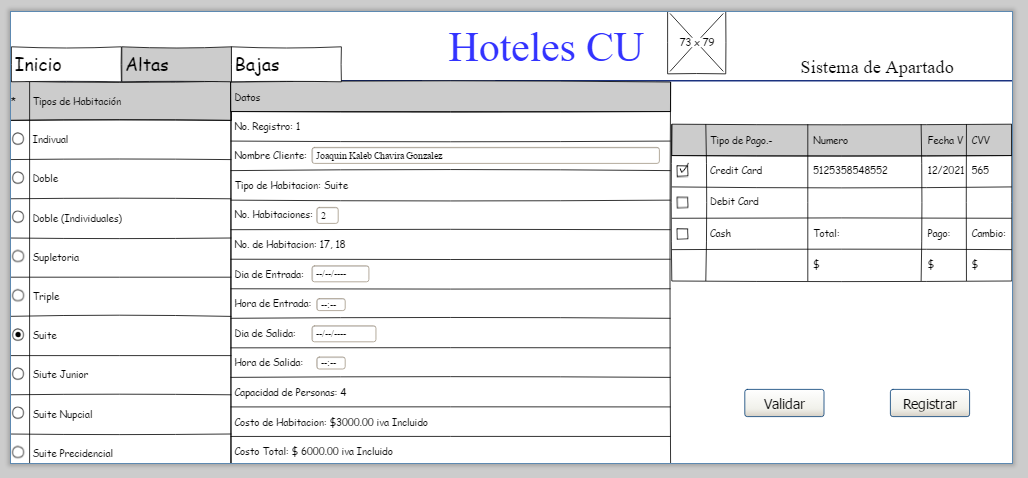 Hoteles CU
73 x 79
Sistema de Apartado
Inicio
Altas
Bajas
* Tipos de Habitación
Indivual
Doble
Doble (Individuales)
Supletoria
Triple
Suite
Siute Junior
Suite Nupcial
Suite Precidencial
Datos
No. Registro: 1
Nombre Cliente: Joaquin Kaleb Chavira Gonzalez
Tipo de Habitacion: Suite
No. Habitaciones: 2
No. de Habitacion: 17, 18
Dia de Entrada: --/--/----
Hora de Entrada: --:--
Dia de Salida: --/--/----
Hora de Salida: --:--
Capacidad de Personas: 4
Costo de Habitacion: $3000.00 iva Incluido
Costo Total: $ 6000.00 iva Incluido
Tipo de Pago.- Numero Fecha V CVV
Credit Card 5125358548552 12/2021 565
Debit Card
Cash Total: Pago: Cambio:
$ $ $
Validar
Registrar